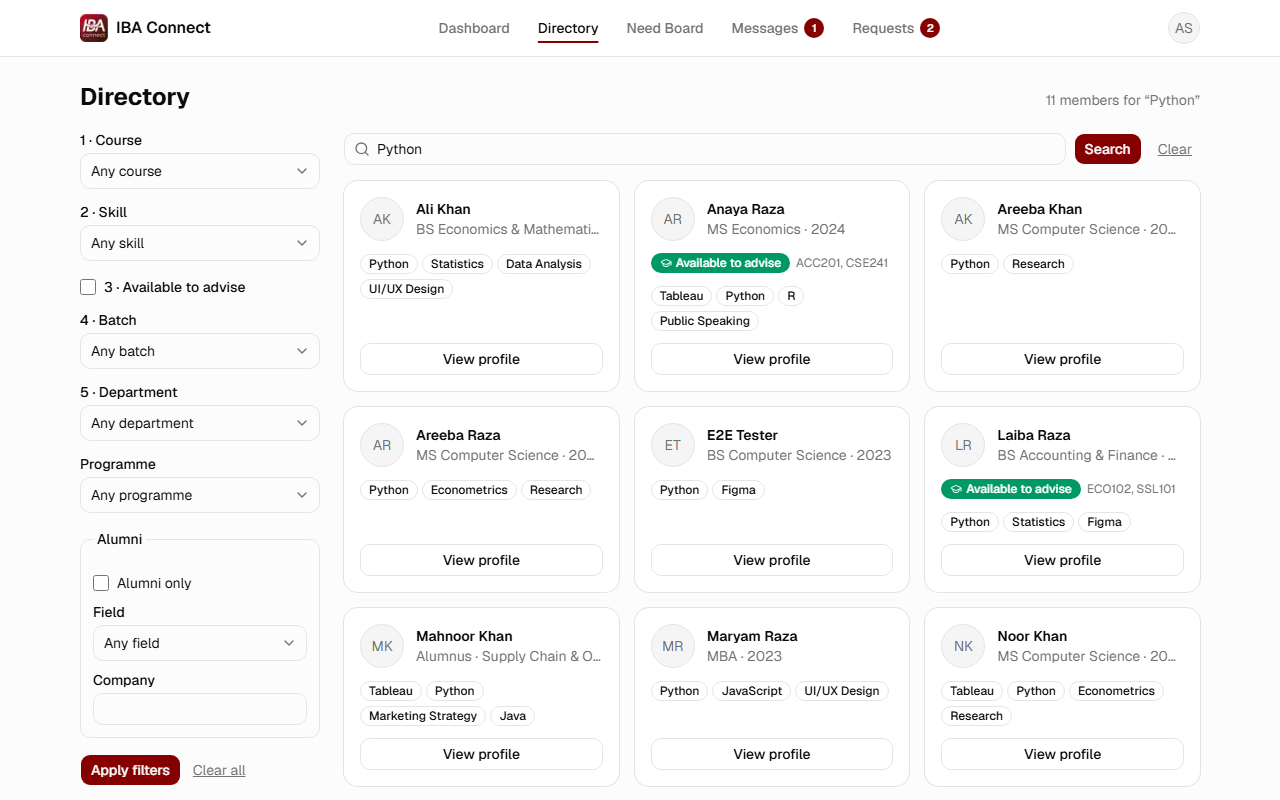 IBA connect IBA Connect Dashboard Directory Need Board Messages 1 Requests 2 AS
Directory
11 members for “Python”
1 · Course
Any course
2 · Skill
Any skill
3 · Available to advise
4 · Batch
Any batch
5 · Department
Any department
Programme
Any programme
Alumni
Alumni only
Field
Any field
Company
Apply filters Clear all
Python Search Clear
AK
Ali Khan
BS Economics & Mathemati...
Python Statistics Data Analysis
UI/UX Design
View profile
AR
Anaya Raza
MS Economics · 2024
Available to advise ACC201, CSE241
Tableau Python R
Public Speaking
View profile
AK
Areeba Khan
MS Computer Science · 20...
Python Research
View profile
AR
Areeba Raza
MS Computer Science · 20...
Python Econometrics Research
View profile
ET
E2E Tester
BS Computer Science · 2023
Python Figma
View profile
LR
Laiba Raza
BS Accounting & Finance · ...
Available to advise ECO102, SSL101
Python Statistics Figma
View profile
MK
Mahnoor Khan
Alumnus · Supply Chain & O...
Tableau Python
Marketing Strategy Java
View profile
MR
Maryam Raza
MBA · 2023
Python JavaScript UI/UX Design
View profile
NK
Noor Khan
MS Computer Science · 20...
Tableau Python Econometrics
Research
View profile